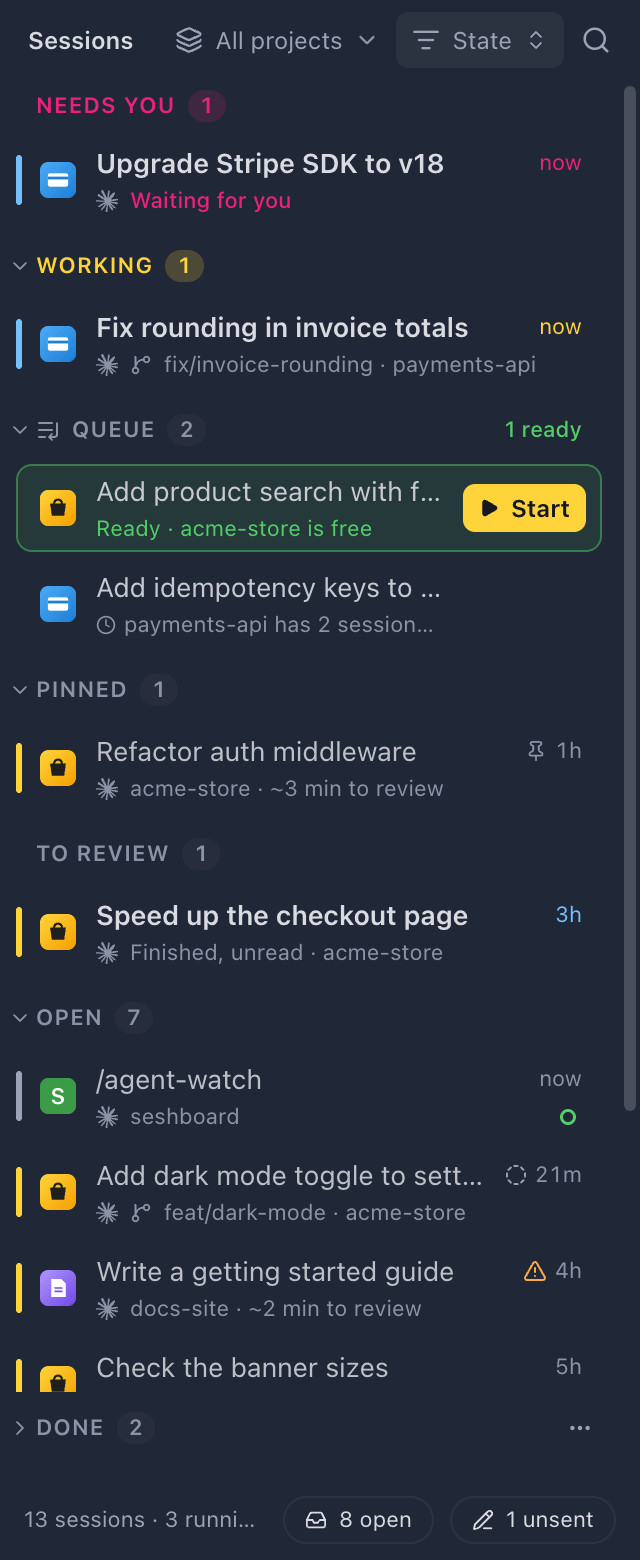 Sessions All projects State
NEEDS YOU 1
Upgrade Stripe SDK to v18 now
Waiting for you
WORKING 1
Fix rounding in invoice totals now
fix/invoice-rounding · payments-api
QUEUE 2 1 ready
Add product search with f...
Ready · acme-store is free
Start
Add idempotency keys to ...
payments-api has 2 session...
PINNED 1
Refactor auth middleware 1h
acme-store · ~3 min to review
TO REVIEW 1
Speed up the checkout page 3h
Finished, unread · acme-store
OPEN 7
S /agent-watch now
seshboard
Add dark mode toggle to sett... 21m
feat/dark-mode · acme-store
Write a getting started guide 4h
docs-site · ~2 min to review
Check the banner sizes 5h
DONE 2 ...
13 sessions · 3 runni... 8 open 1 unsent